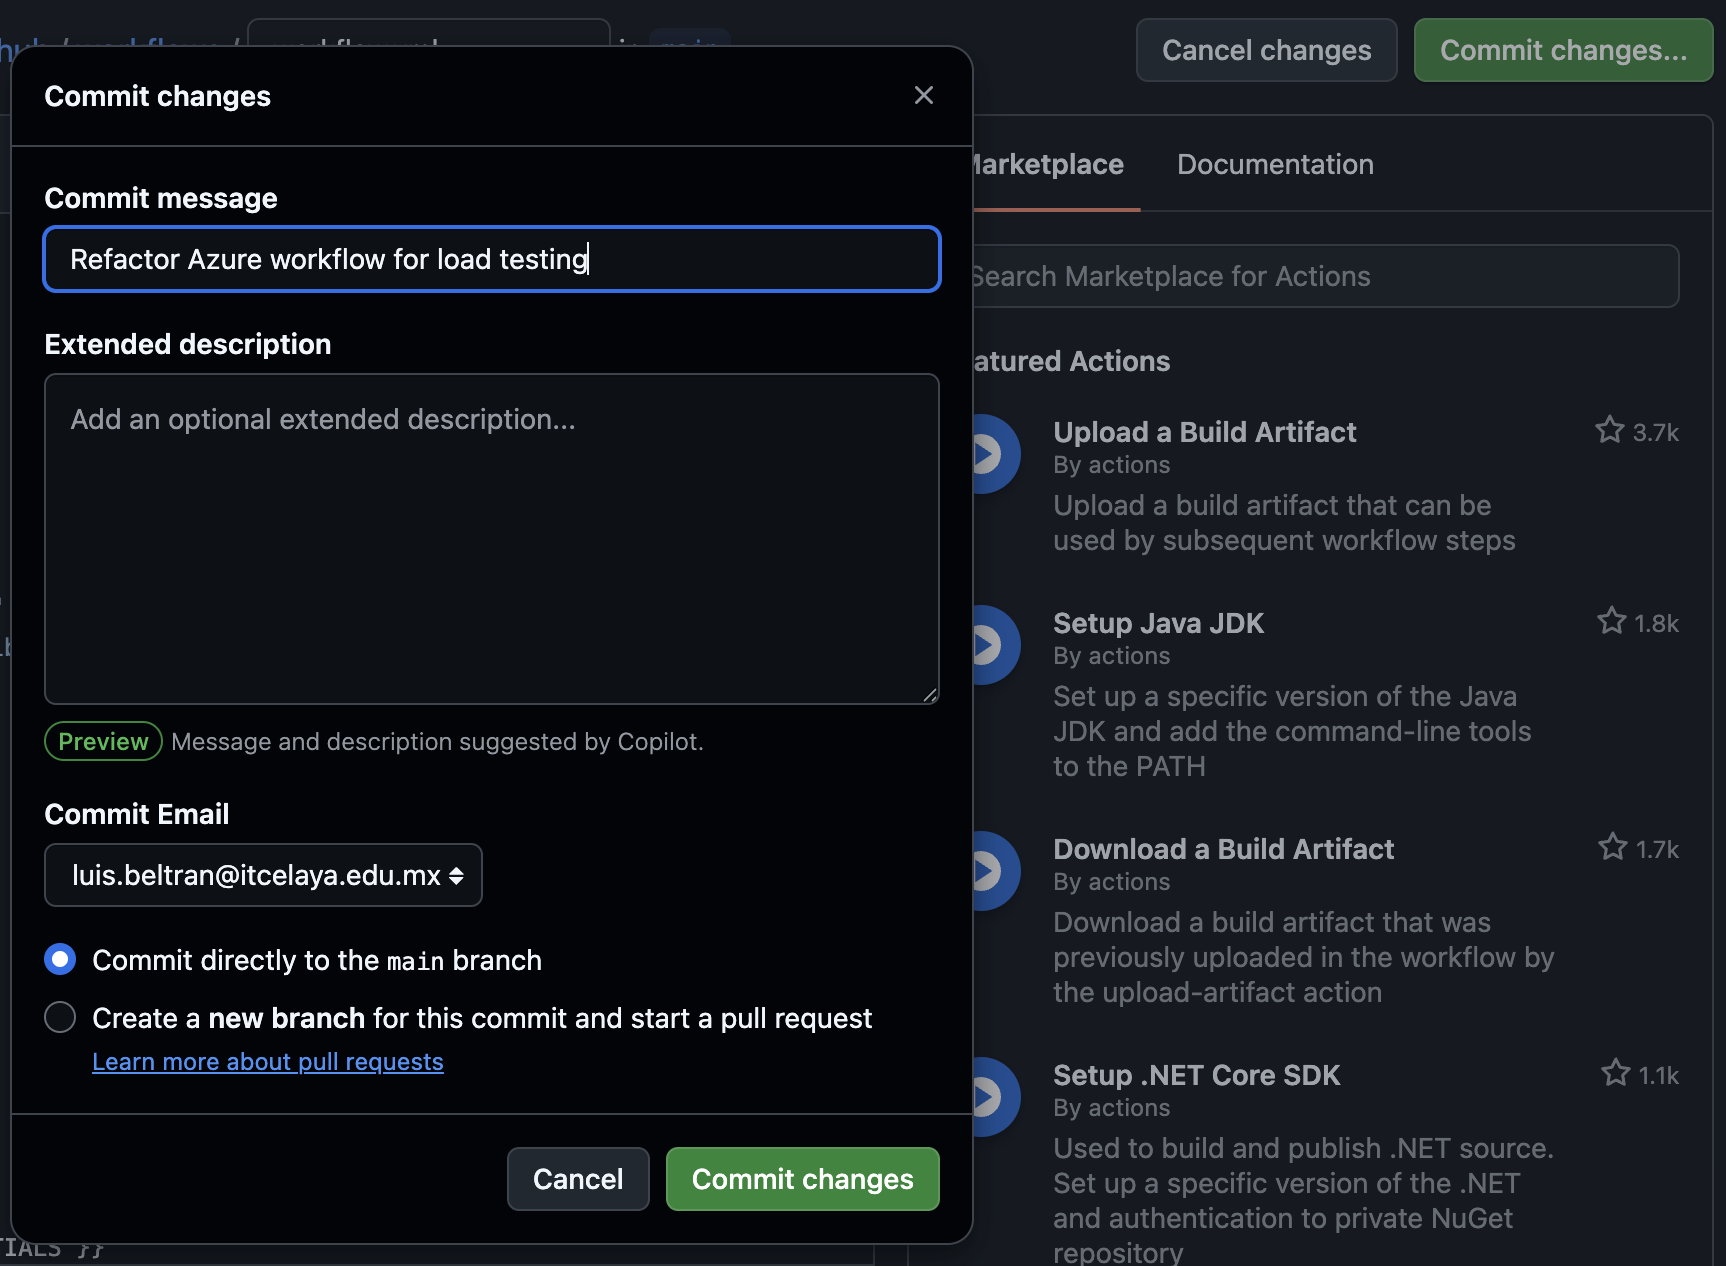 Cancel changes
Commit changes...
Commit changes
Marketplace
Documentation
Commit message
Refactor Azure workflow for load testing
Search Marketplace for Actions
Extended description
Add an optional extended description...
atured Actions
Upload a Build Artifact
3.7k
By actions
Upload a build artifact that can be
used by subsequent workflow steps
Setup Java JDK
1.8k
By actions
Set up a specific version of the Java
JDK and add the command-line tools
to the PATH
Preview Message and description suggested by Copilot.
Commit Email
luis.beltran@itcelaya.edu.mx
Download a Build Artifact
1.7k
By actions
Download a build artifact that was
previously uploaded in the workflow by
the upload-artifact action
Commit directly to the main branch
Create a new branch for this commit and start a pull request
Learn more about pull requests
Setup .NET Core SDK
1.1k
By actions
Used to build and publish .NET source.
Set up a specific version of the .NET
and authentication to private NuGet
repository
Cancel
Commit changes
TIALS }}